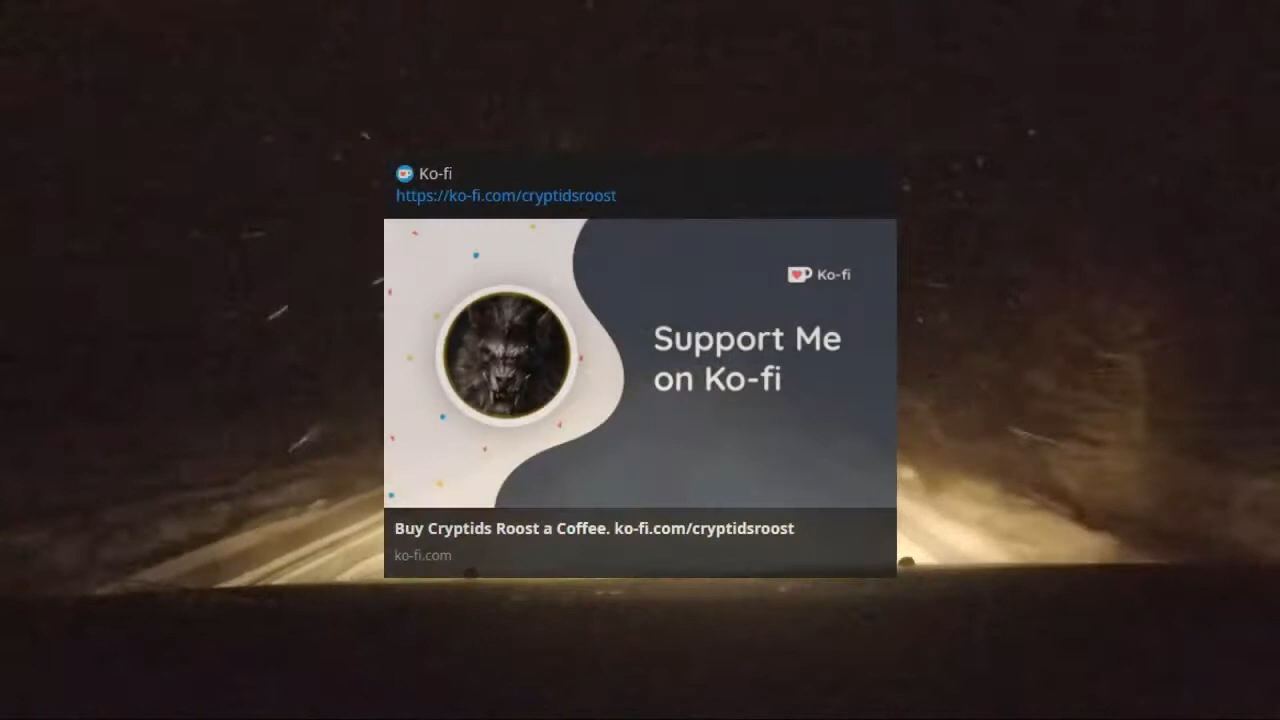 Ko-fi
https://ko-fi.com/cryptidsroost
Ko-fi
Support Me
on Ko-fi
Buy Cryptids Roost a Coffee. ko-fi.com/cryptidsroost
ko-fi.com